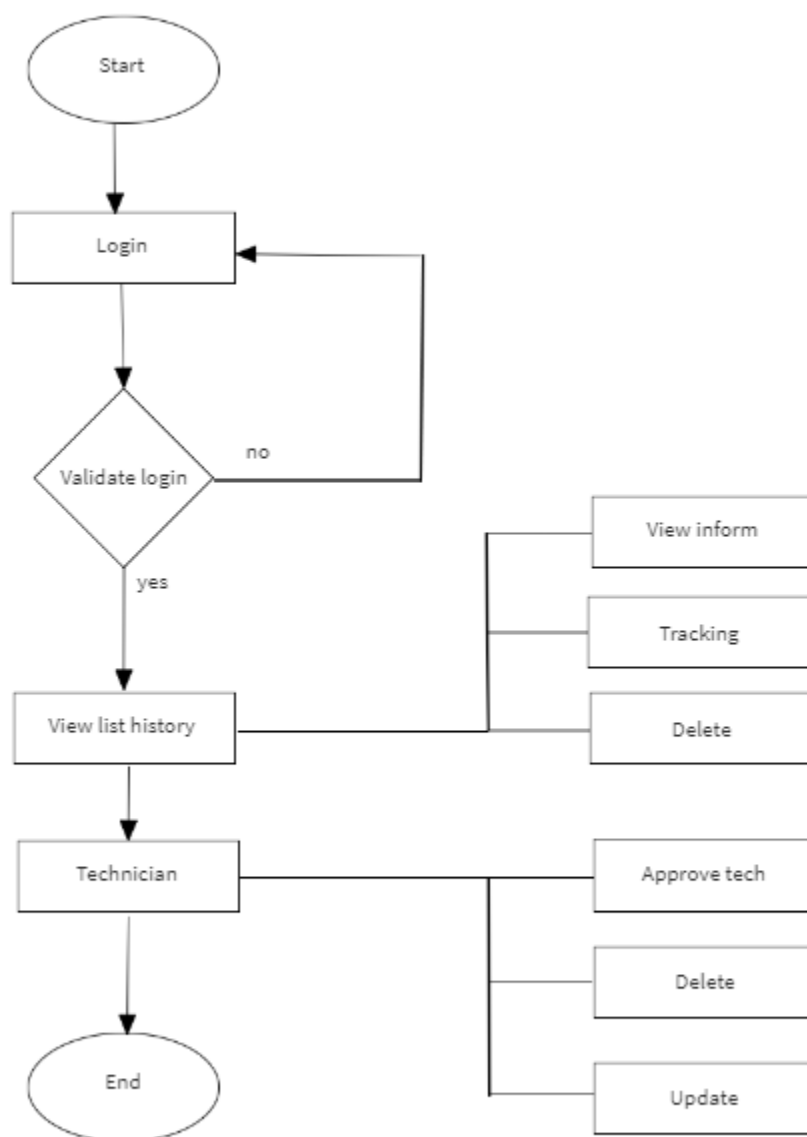 Start
Login
Validate login
no
yes
View list history
View inform
Tracking
Delete
Technician
Approve tech
Delete
Update
End